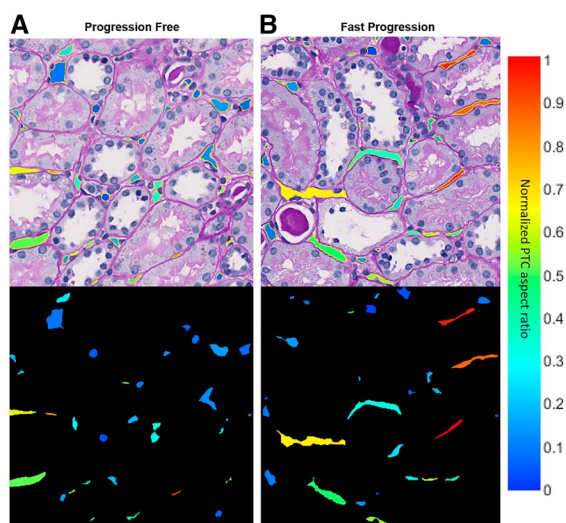 A
Progression Free
B
Fast Progression
1
0.9
0.8
0.7
0.6
0.5
0.4
0.3
0.2
0.1
0
Normalized PTC aspect ratio